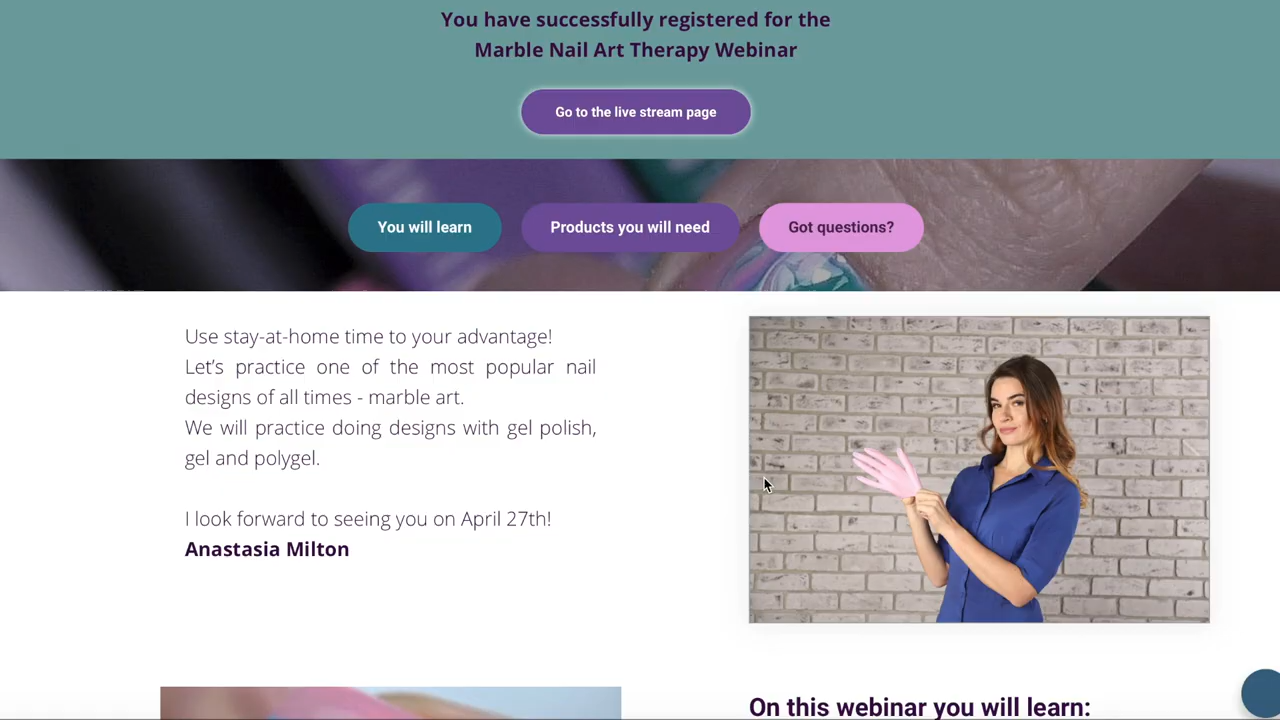 You have successfully registered for the
Marble Nail Art Therapy Webinar
Go to the live stream page
You will learn
Products you will need
Got questions?
Use stay-at-home time to your advantage!
Let's practice one of the most popular nail
designs of all times - marble art.
We will practice doing designs with gel polish,
gel and polygel.
I look forward to seeing you on April 27th!
Anastasia Milton
On this webinar you will learn: